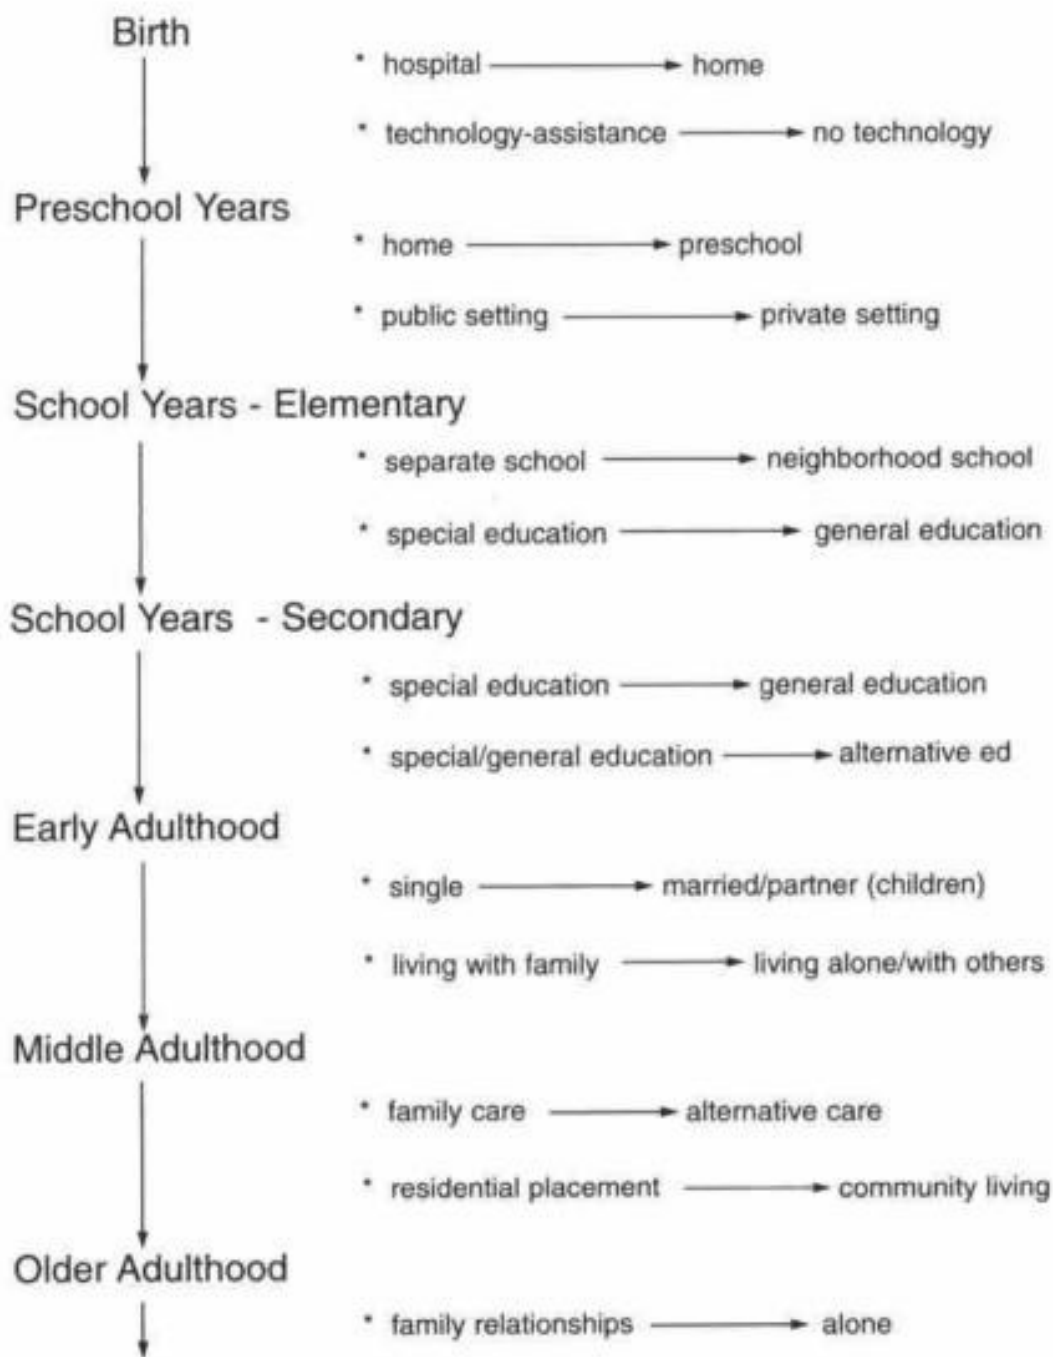 Birth
* hospital → home
* technology-assistance → no technology
Preschool Years
* home → preschool
* public setting → private setting
School Years - Elementary
* separate school → neighborhood school
* special education → general education
School Years - Secondary
* special education → general education
* special/general education → alternative ed
Early Adulthood
* single → married/partner (children)
* living with family → living alone/with others
Middle Adulthood
* family care → alternative care
* residential placement → community living
Older Adulthood
* family relationships → alone